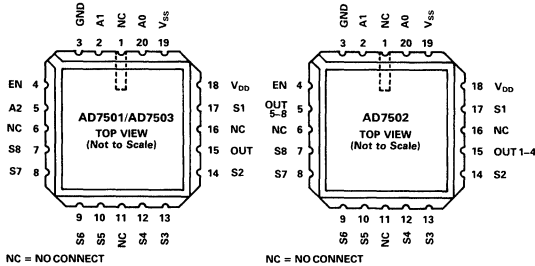 GND A1 NC A0 VSS
3 2 1 20 19
EN 4
A2 5
NC 6
S8 7
S7 8
AD7501/AD7503
TOP VIEW
(Not to Scale)
18 VDD
17 S1
16 NC
15 OUT
14 S2
9 10 11 12 13
S6 S5 NC S4 S3
NC = NO CONNECT
GND A1 NC A0 VSS
3 2 1 20 19
EN 4
OUT 5–8 5
NC 6
S8 7
S7 8
AD7502
TOP VIEW
(Not to Scale)
18 VDD
17 S1
16 NC
15 OUT 1–4
14 S2
9 10 11 12 13
S6 S5 NC S4 S3
NC = NO CONNECT